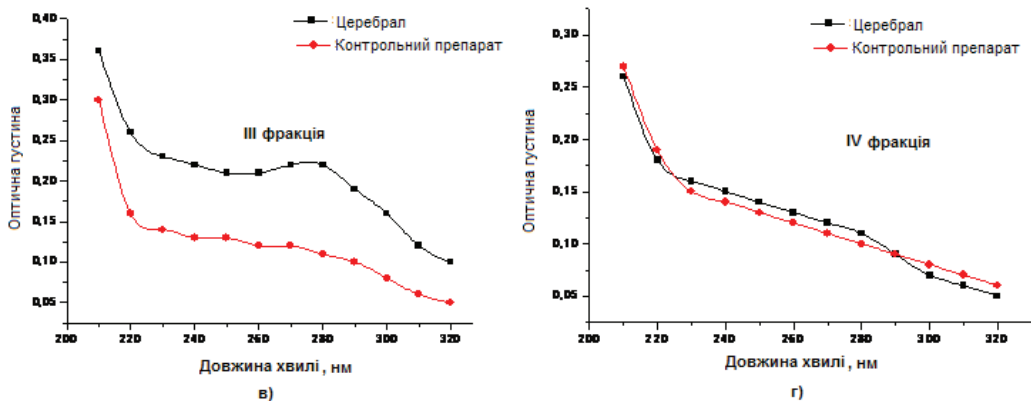 0,40
0,35
0,30
0,25
0,20
0,15
0,10
0,05
Оптична густина
Церебрал
Контрольний препарат
III фракція
200 220 240 260 280 300 320
Довжина хвилі , нм
в)
0,30
0,25
0,20
0,15
0,10
0,05
Оптична густина
Церебрал
Контрольний препарат
IV фракція
200 220 240 260 280 300 320
Довжина хвилі , нм
г)